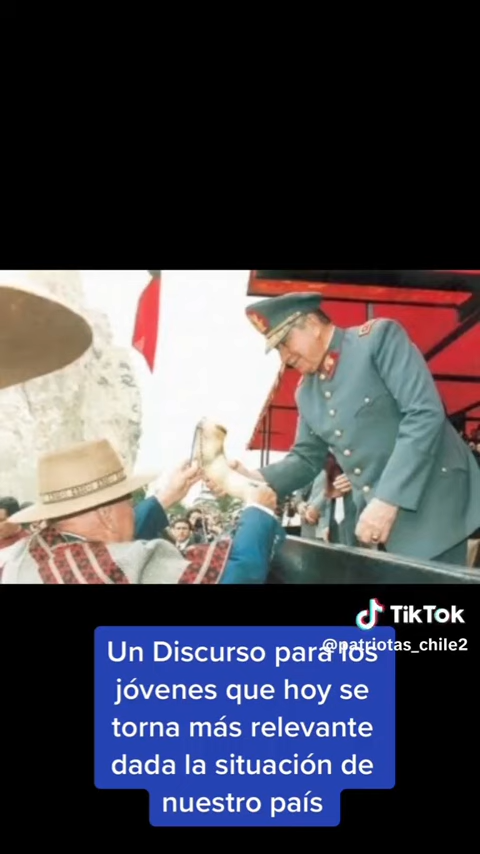 TikTok
@patriotas_chile2
Un Discurso para los
jóvenes que hoy se
torna más relevante
dada la situación de
nuestro país